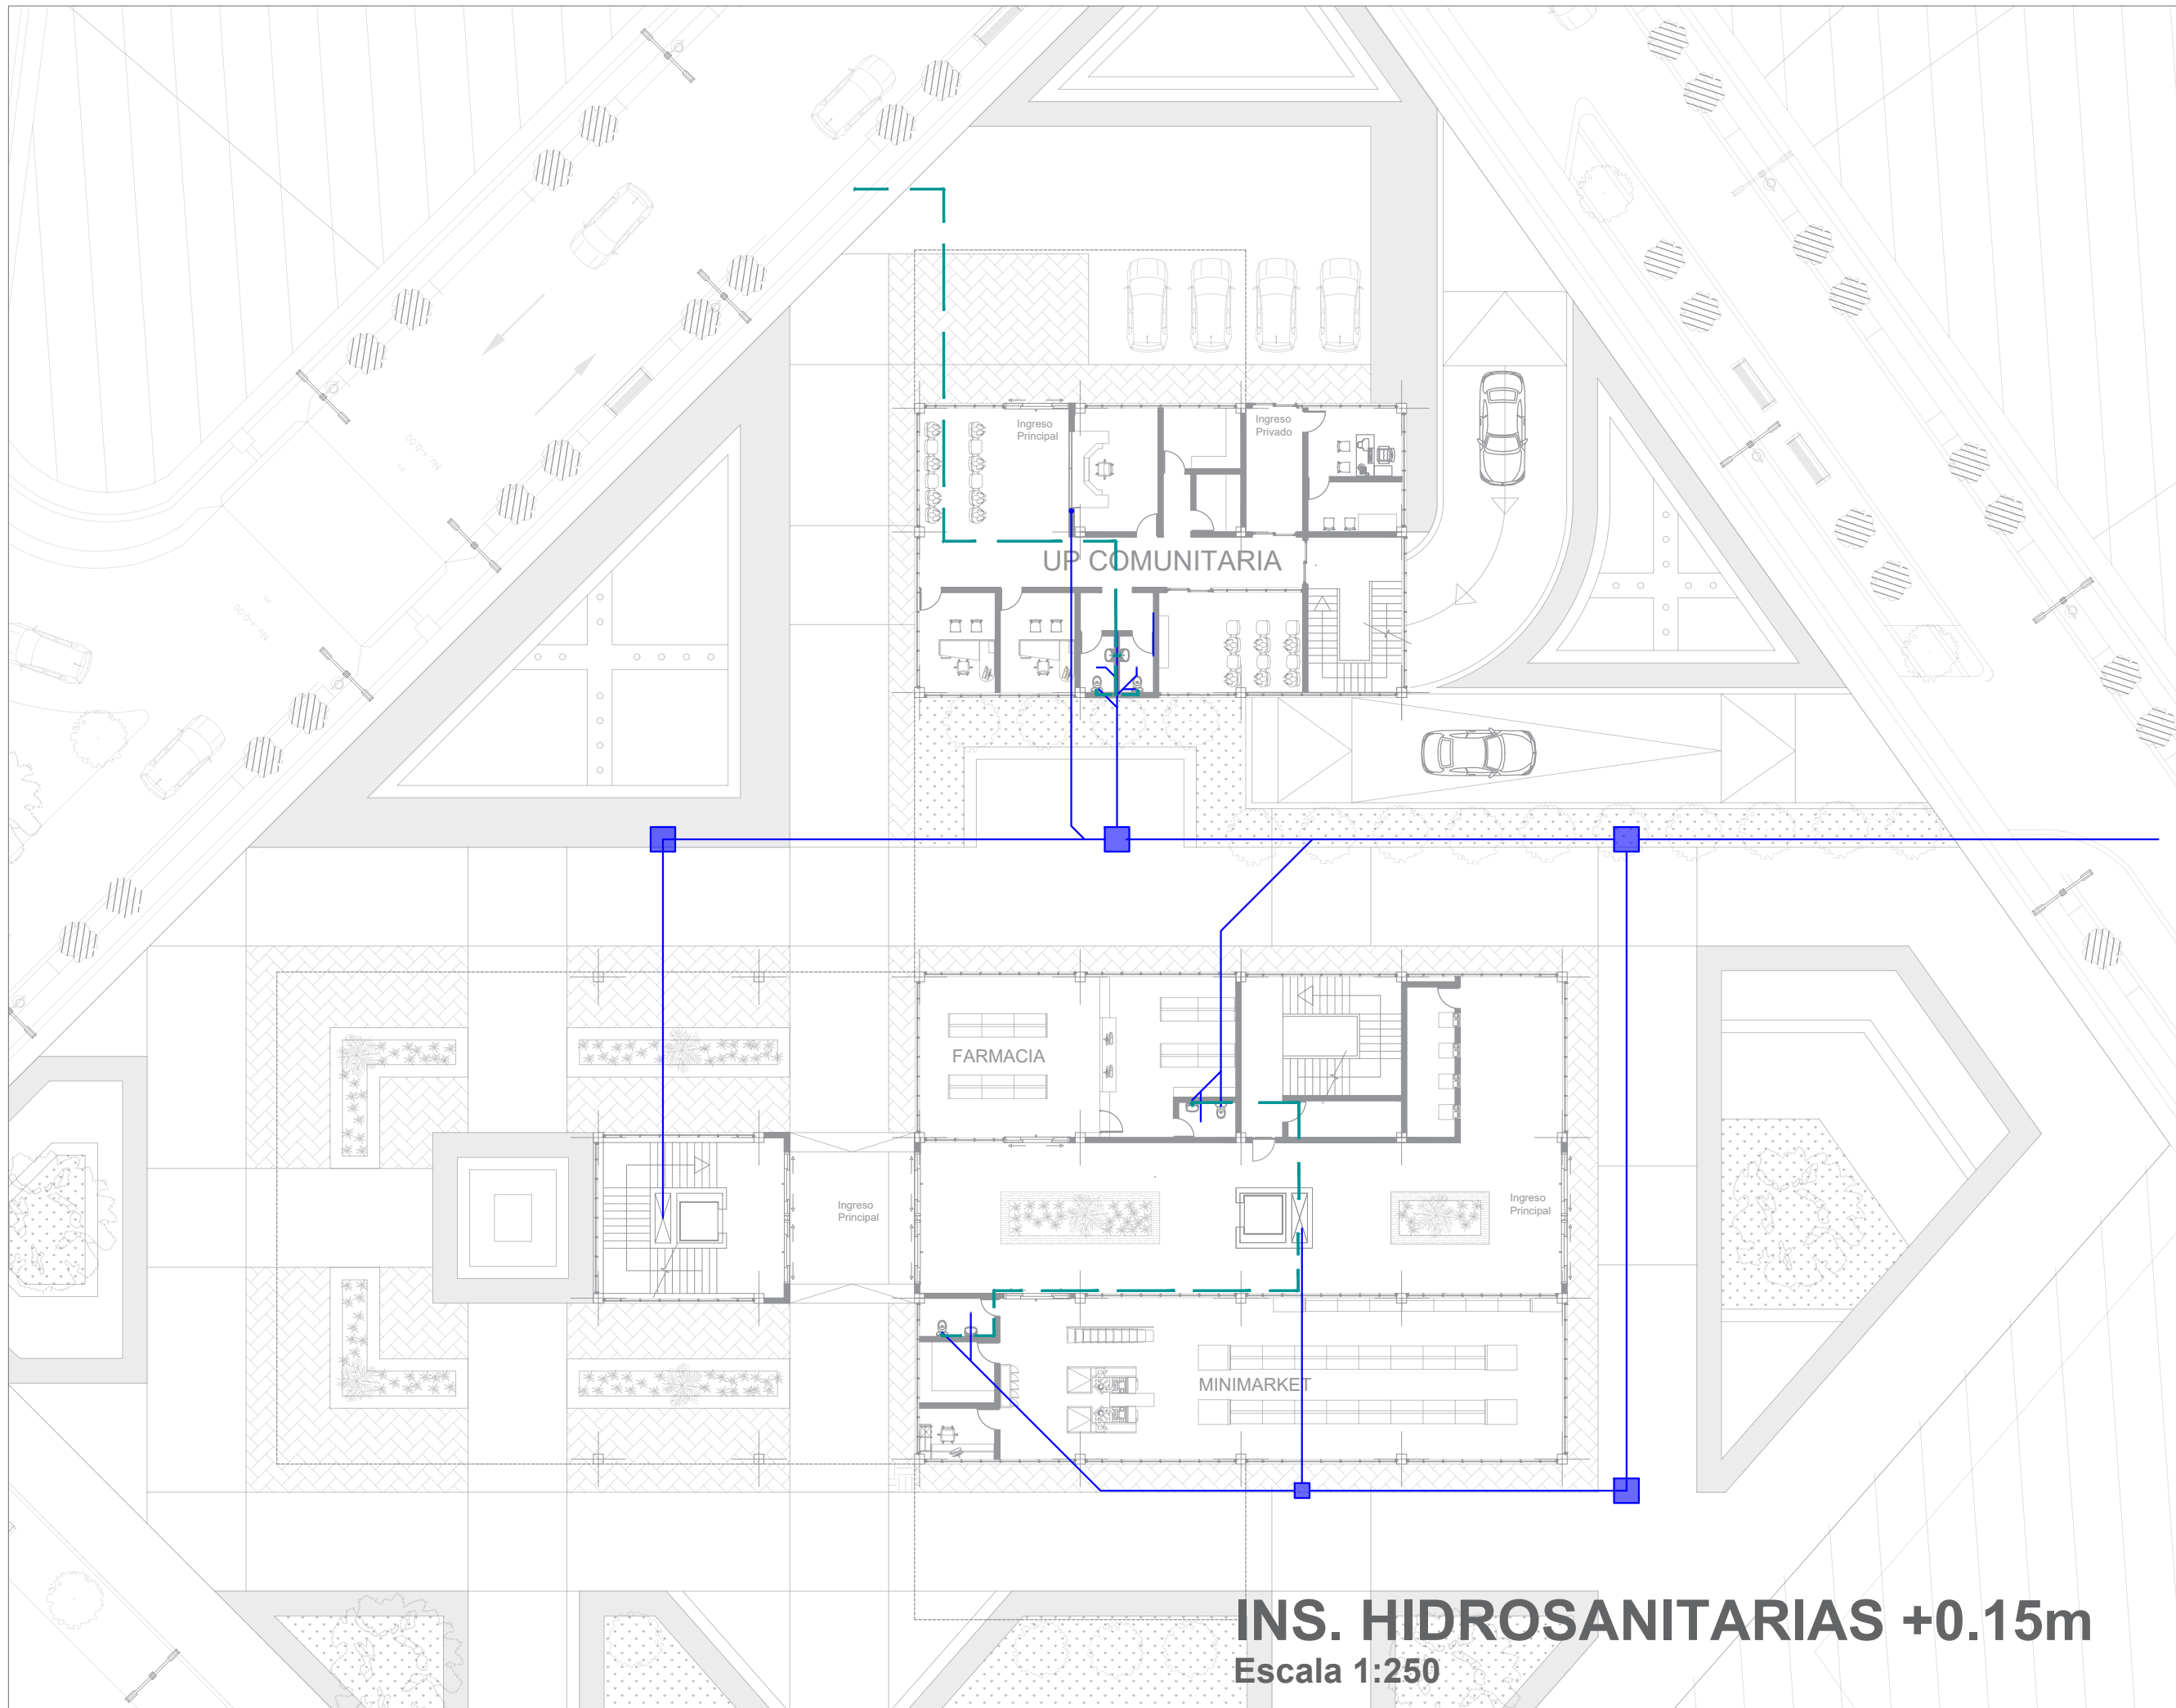 Ingreso
Principal
Ingreso
Privado
UP COMUNITARIA
FARMACIA
Ingreso
Principal
Ingreso
Principal
MINIMARKET
INS. HIDROSANITARIAS +0.15m
Escala 1:250